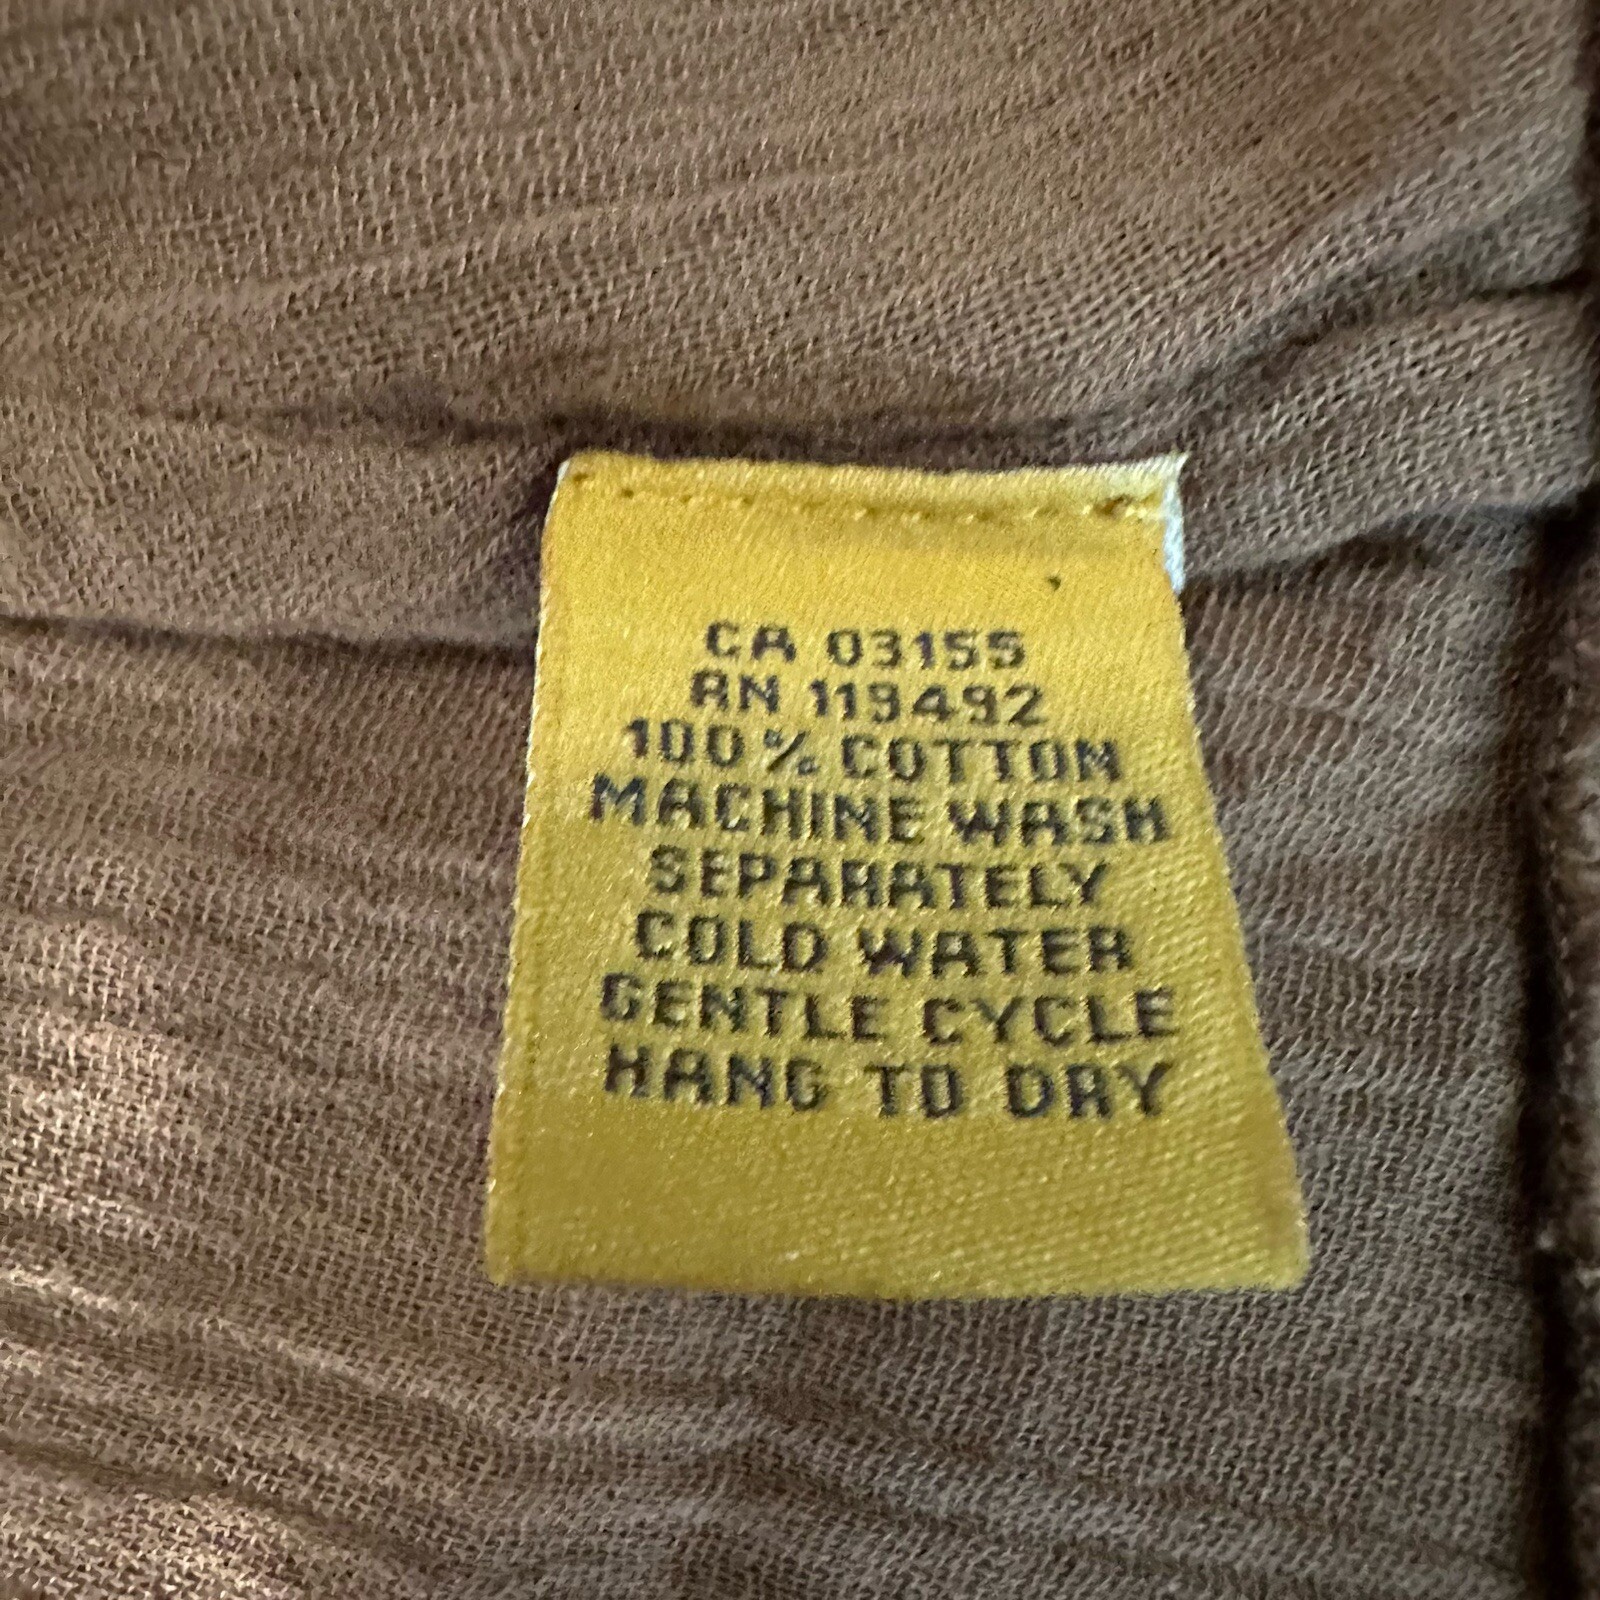 CA 03155
RN 119492
100% COTTON
MACHINE WASH
SEPARATELY
COLD WATER
GENTLE CYCLE
HANG TO DRY